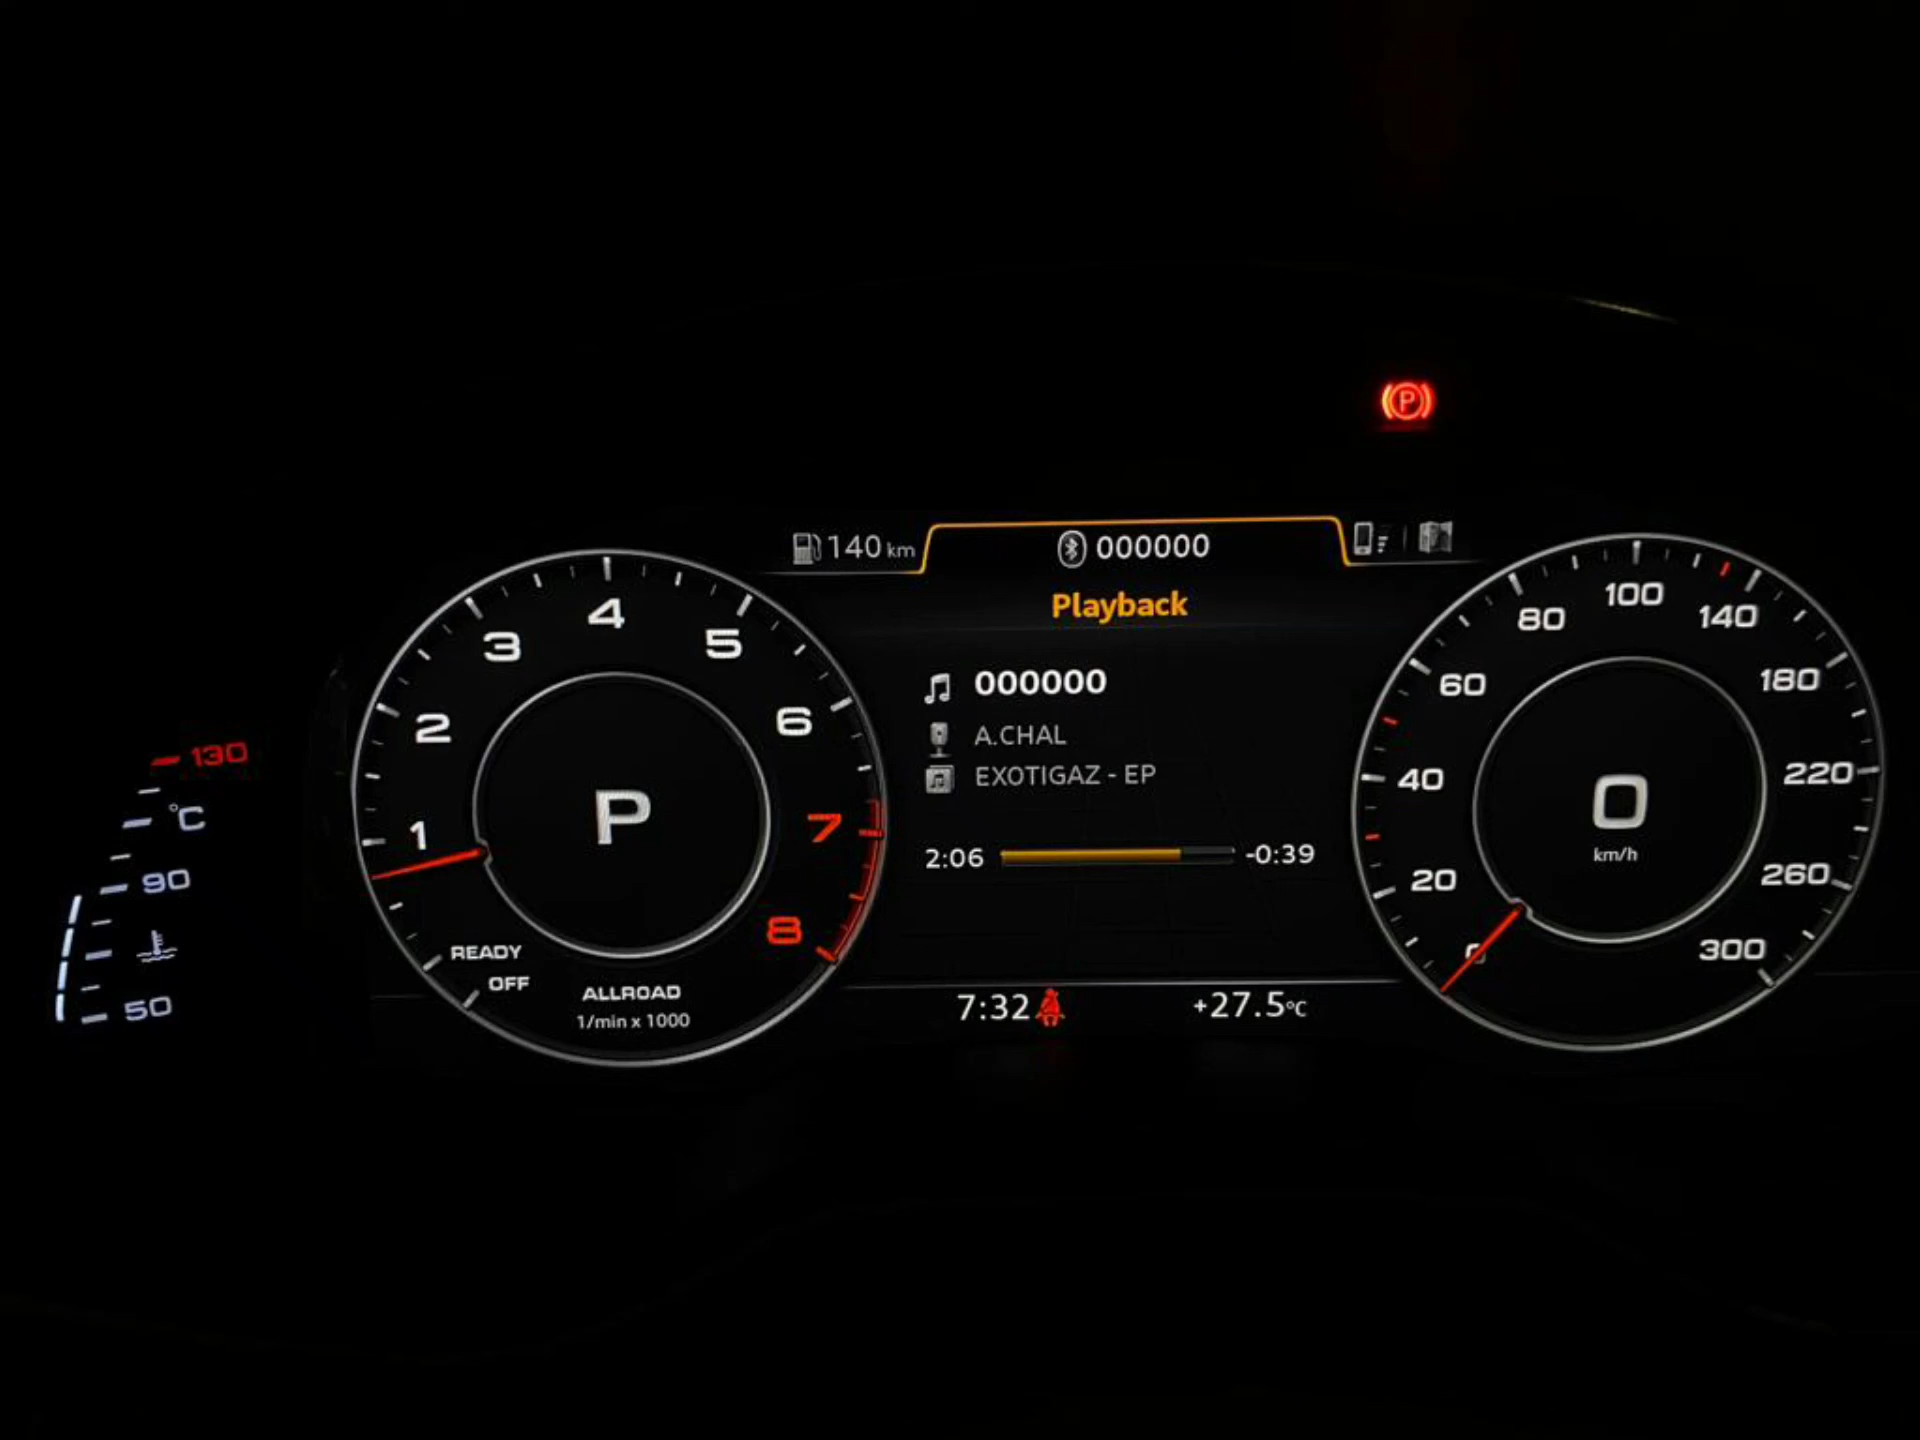 140 km
000000
Playback
000000
A.CHAL
EXOTIGAZ - EP
2:06 -0:39
7:32 +27.5°C
130
°C
90
50
1 2 3 4 5 6 7 8
P
READY
OFF
ALLROAD
1/min x 1000
0 20 40 60 80 100 140 180 220 260 300
0
km/h
P